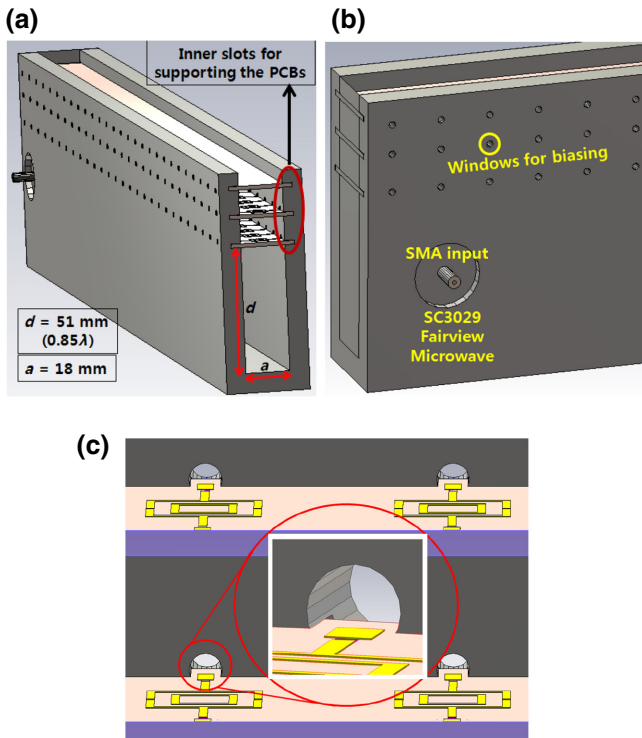 (a)
Inner slots for
supporting the PCBs
d
a
d = 51 mm
(0.85λ)
a = 18 mm
(b)
Windows for biasing
SMA input
SC3029
Fairview
Microwave
(c)